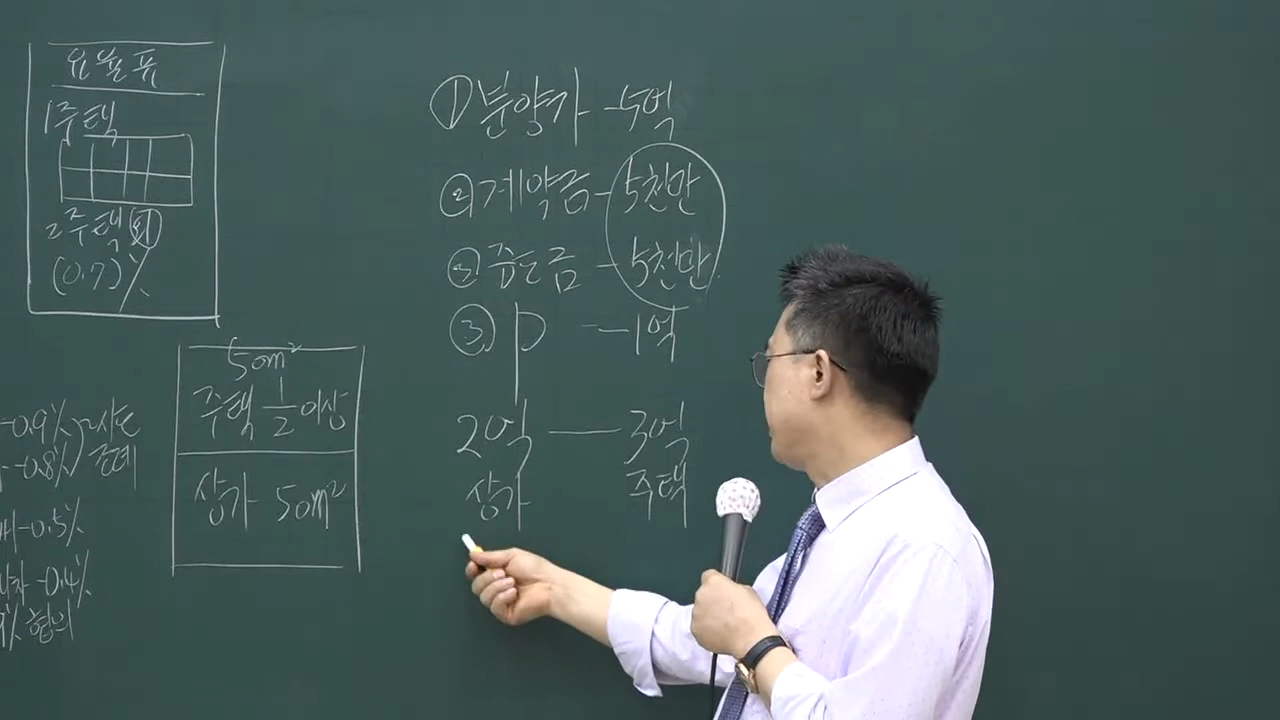 요율표
1주택
2주택 외
(0.7)%
50m²
주택 1/2 이상
상가 50m²
-0.9%
-0.8%
-0.5%
-0.4%
협의
① 분양가 - 5억
② 계약금 - 5천만
③ 중도금 - 5천만
③ P - 1억
2억 — 3억
상가 주택